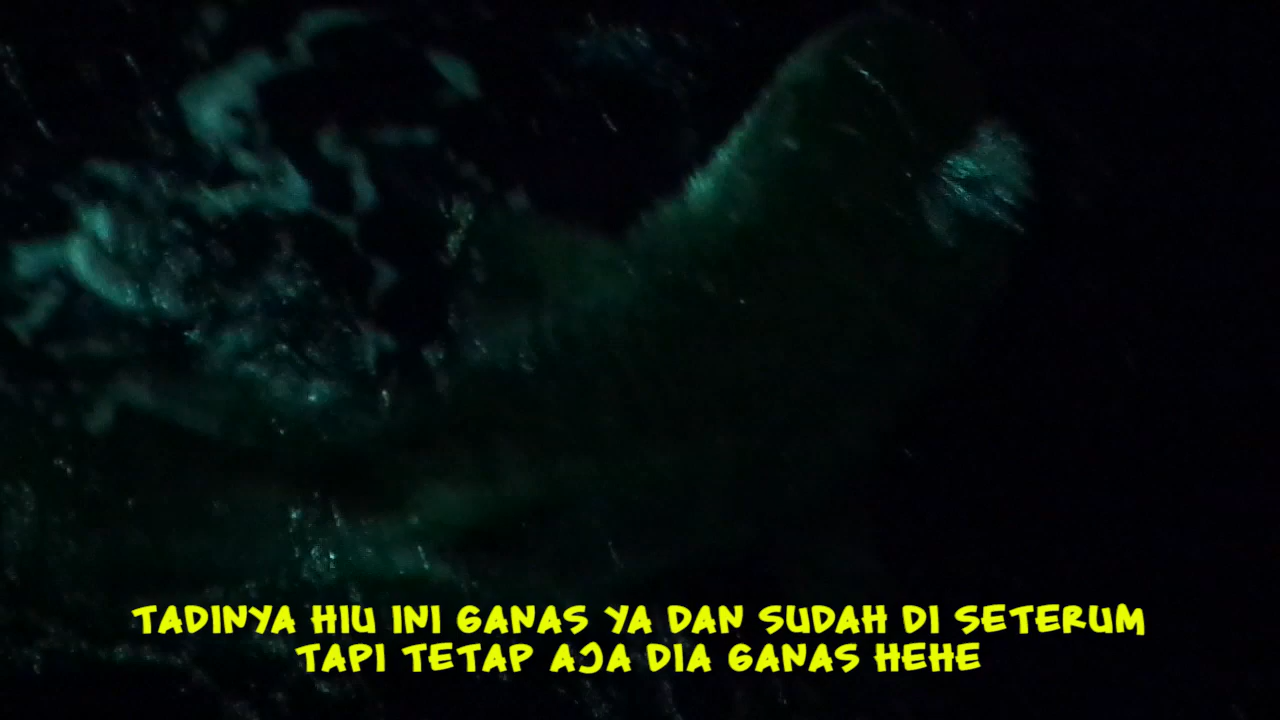 TADINYA HIU INI GANAS YA DAN SUDAH DI SETERUM
TAPI TETAP AJA DIA GANAS HEHE